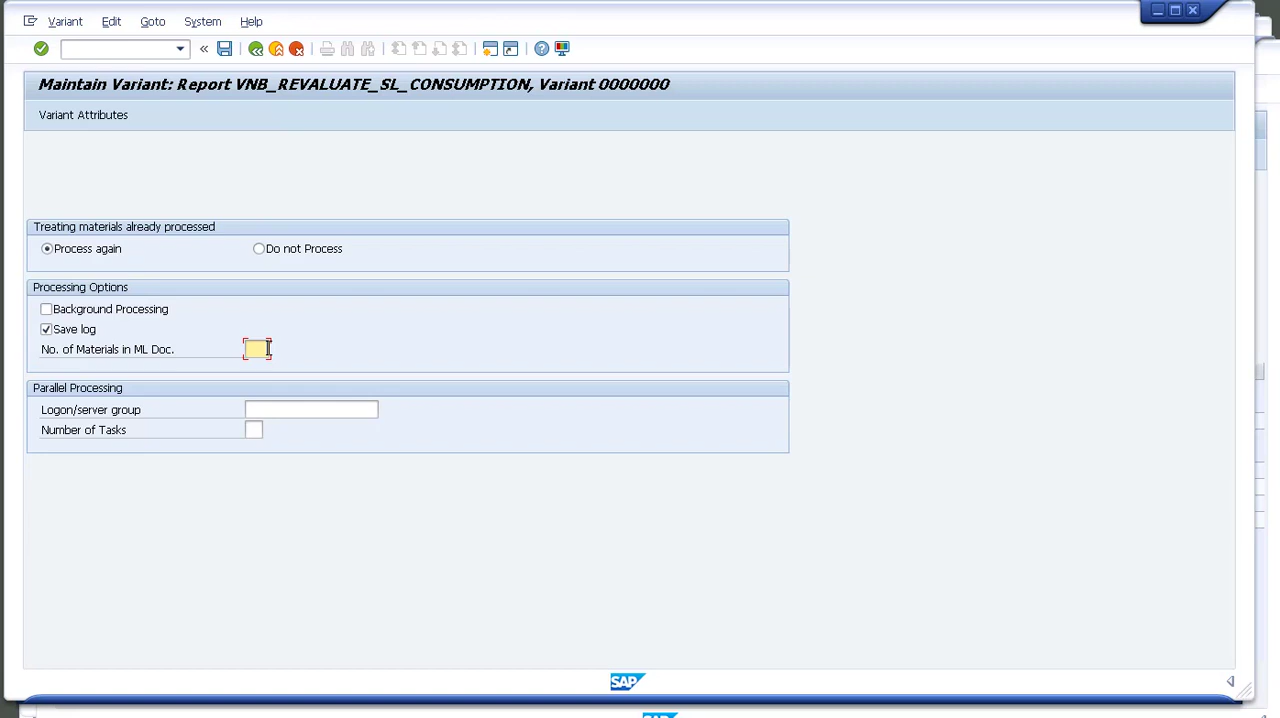 Variant Edit Goto System Help
Maintain Variant: Report VNB_REVALUATE_SL_CONSUMPTION, Variant 0000000
Variant Attributes
Treating materials already processed
Process again Do not Process
Processing Options
Background Processing
Save log
No. of Materials in ML Doc.
Parallel Processing
Logon/server group
Number of Tasks
SAP
SAP